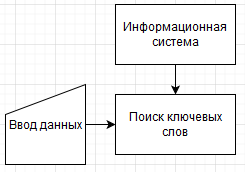 Информационная
система
Ввод данных
Поиск ключевых
слов